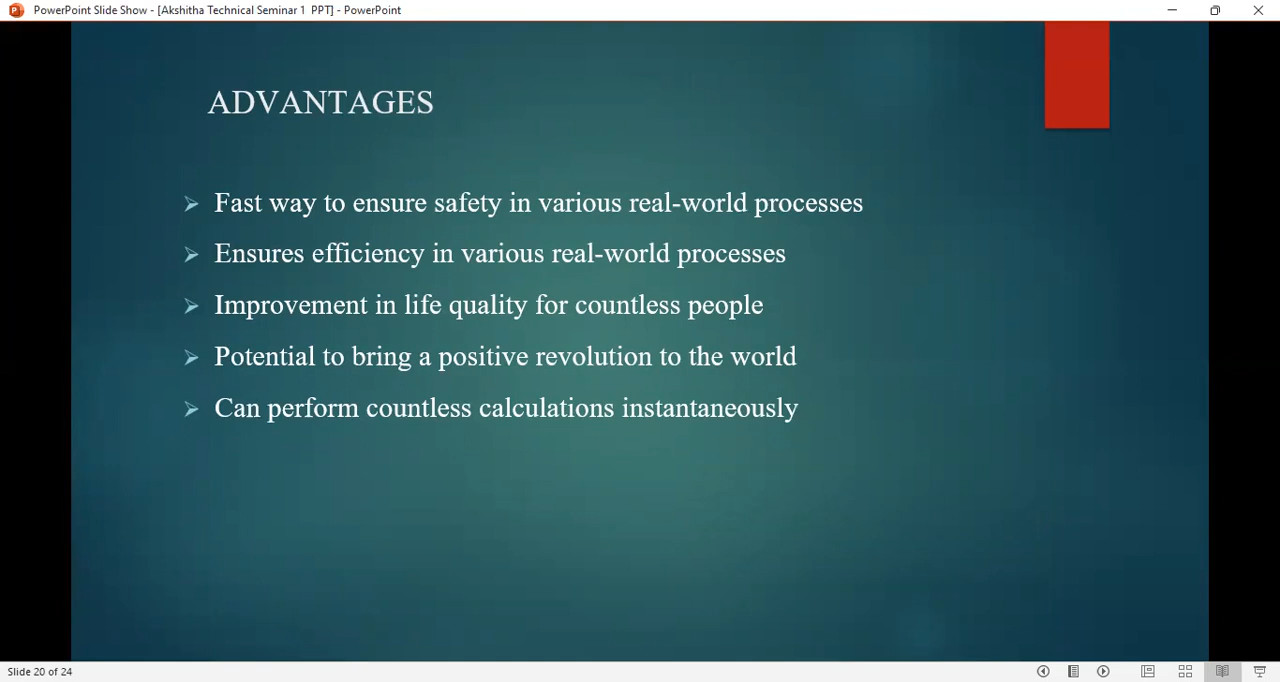 PowerPoint Slide Show - [Akshitha Technical Seminar 1  PPT] - PowerPoint
ADVANTAGES
Fast way to ensure safety in various real-world processes
Ensures efficiency in various real-world processes
Improvement in life quality for countless people
Potential to bring a positive revolution to the world
Can perform countless calculations instantaneously
Slide 20 of 24